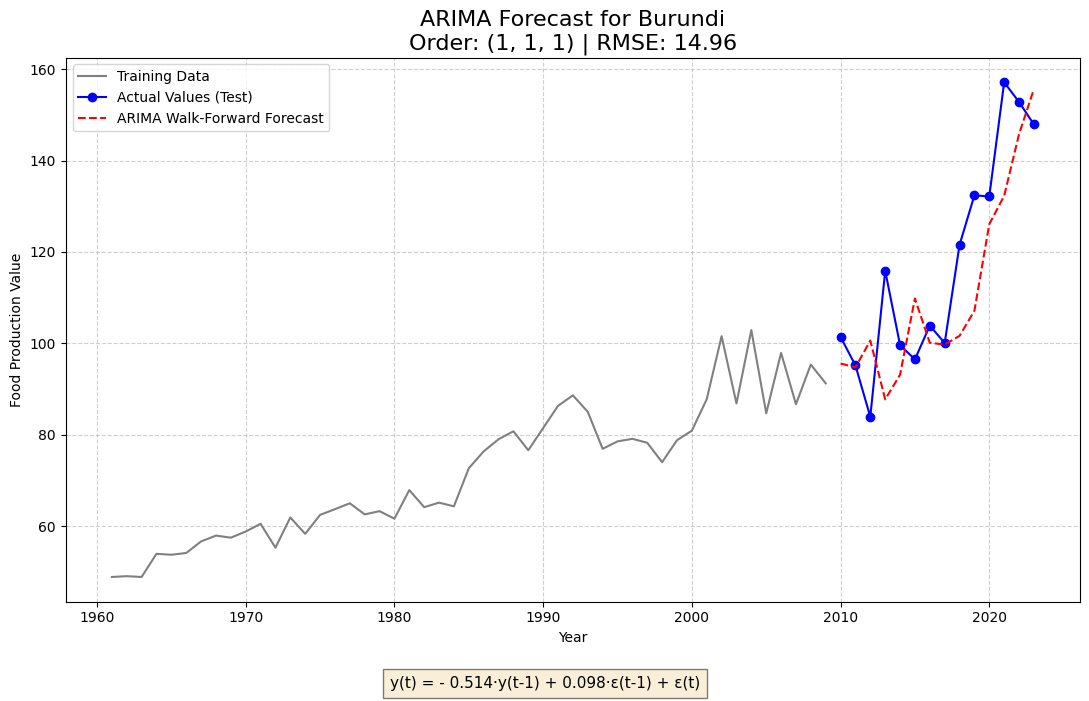 ARIMA Forecast for Burundi
Order: (1, 1, 1) | RMSE: 14.96
Training Data
Actual Values (Test)
ARIMA Walk-Forward Forecast
Food Production Value
160
140
120
100
80
60
1960
1970
1980
1990
2000
2010
2020
Year
y(t) = - 0.514·y(t-1) + 0.098·ε(t-1) + ε(t)